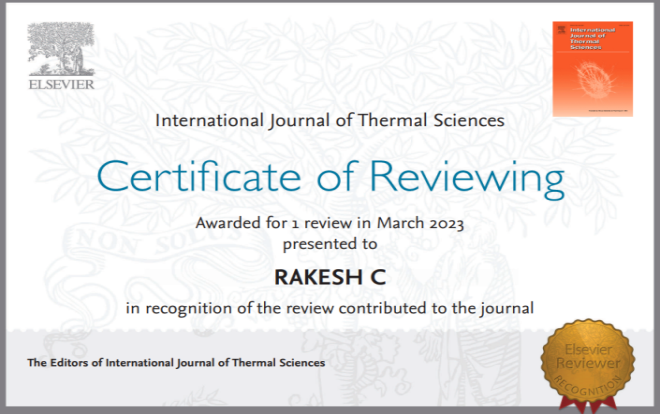 ELSEVIER
International
Journal of
Thermal
Sciences
International Journal of Thermal Sciences
Certificate of Reviewing
NON SOLUS
Awarded for 1 review in March 2023
presented to
RAKESH C
in recognition of the review contributed to the journal
The Editors of International Journal of Thermal Sciences
Elsevier
Reviewer
RECOGNITION